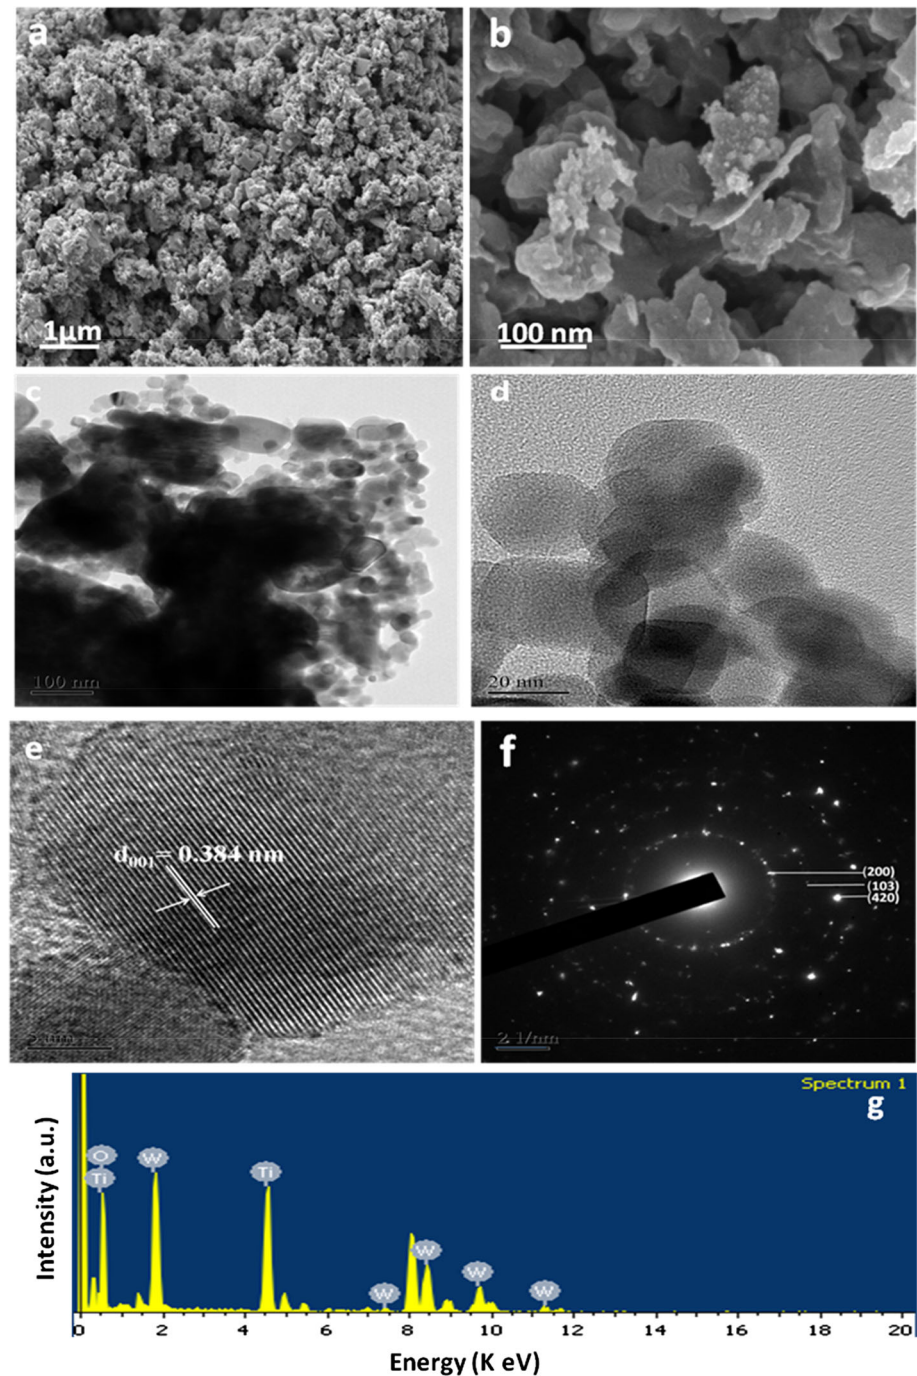 a
b
1μm
100 nm
c
d
100 nm
20 nm
e
f
d001 = 0.384 nm
(200)
(103)
(420)
2 1/nm
Spectrum 1
g
O
Ti
W
Ti
W
W
W
W
Intensity (a.u.)
0 2 4 6 8 10 12 14 16 18 20
Energy (K eV)